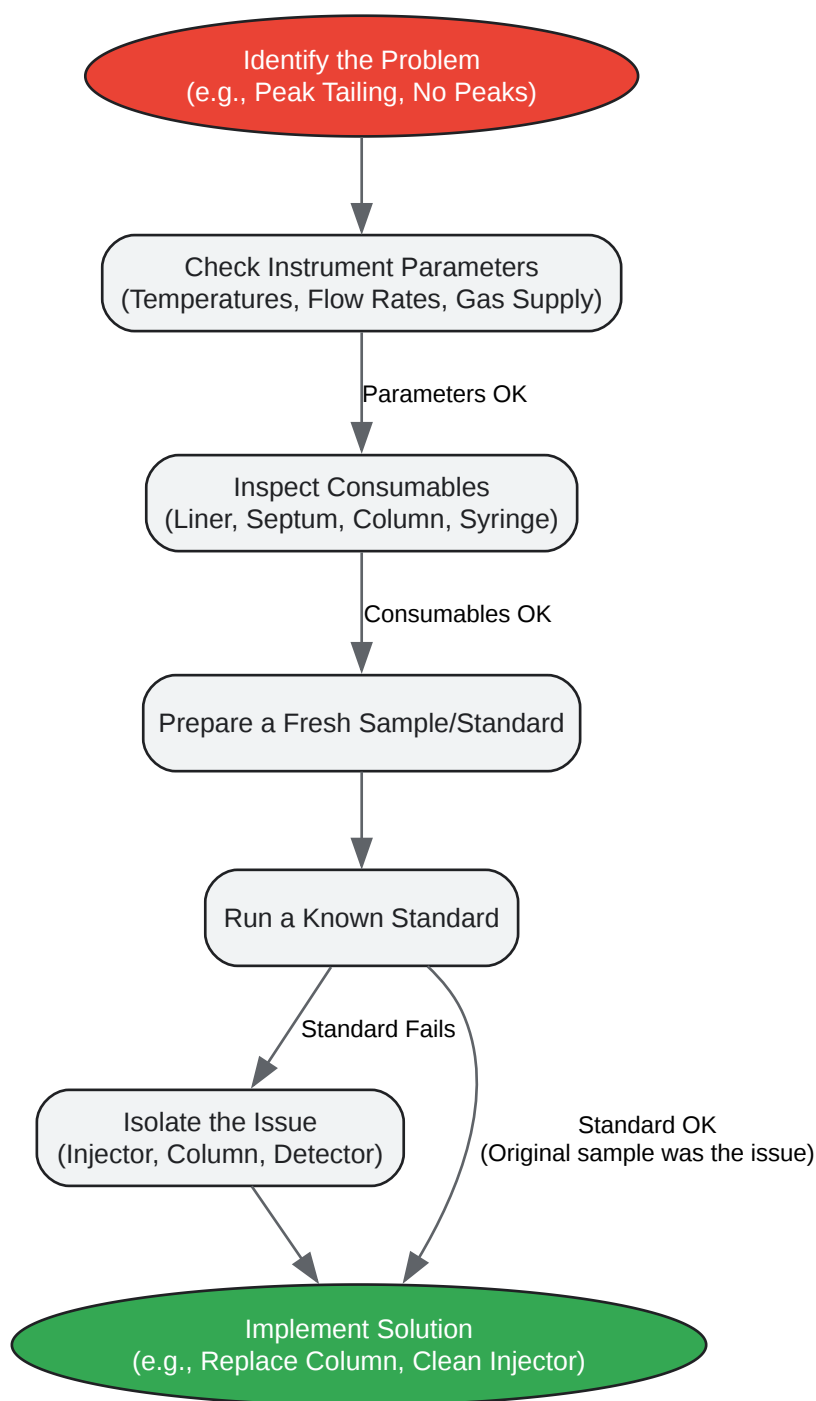 Identify the Problem
(e.g., Peak Tailing, No Peaks)
Check Instrument Parameters
(Temperatures, Flow Rates, Gas Supply)
Parameters OK
Inspect Consumables
(Liner, Septum, Column, Syringe)
Consumables OK
Prepare a Fresh Sample/Standard
Run a Known Standard
Standard Fails
Isolate the Issue
(Injector, Column, Detector)
Standard OK
(Original sample was the issue)
Implement Solution
(e.g., Replace Column, Clean Injector)